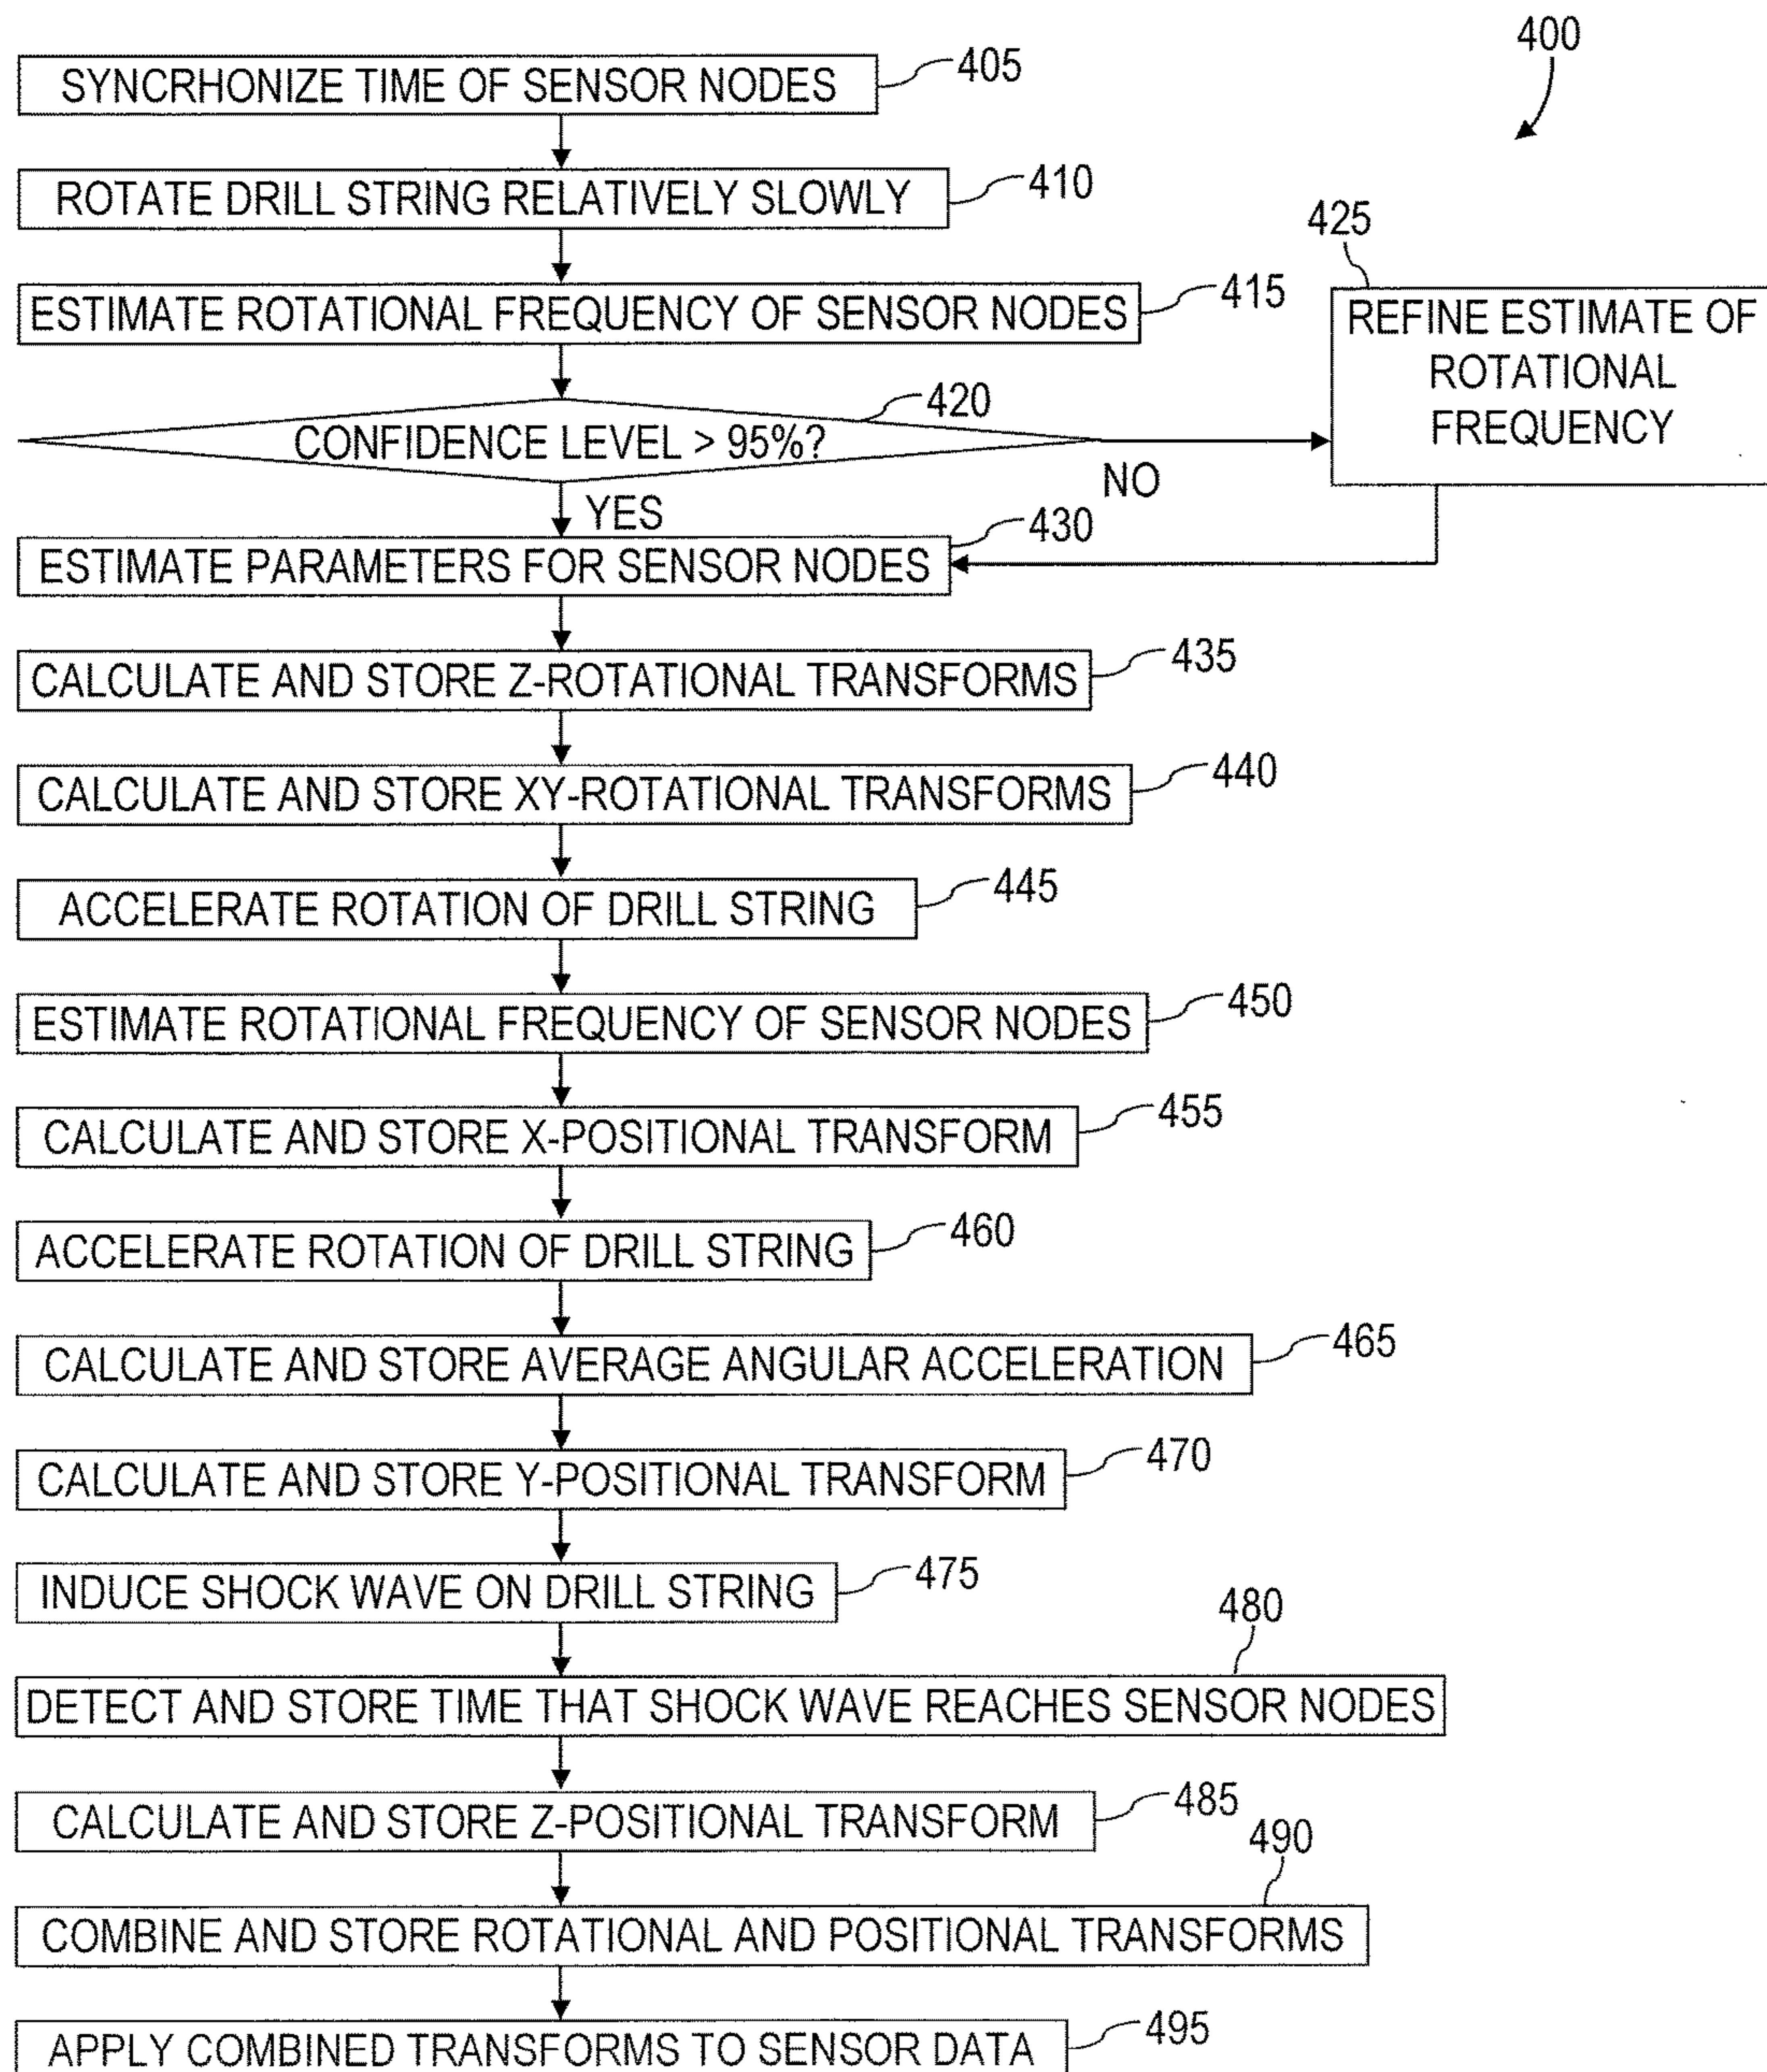 400
SYNCRHONIZE TIME OF SENSOR NODES
405
ROTATE DRILL STRING RELATIVELY SLOWLY
410
ESTIMATE ROTATIONAL FREQUENCY OF SENSOR NODES
415
CONFIDENCE LEVEL > 95%?
420
NO
425
REFINE ESTIMATE OF
ROTATIONAL
FREQUENCY
YES
ESTIMATE PARAMETERS FOR SENSOR NODES
430
CALCULATE AND STORE Z-ROTATIONAL TRANSFORMS
435
CALCULATE AND STORE XY-ROTATIONAL TRANSFORMS
440
ACCELERATE ROTATION OF DRILL STRING
445
ESTIMATE ROTATIONAL FREQUENCY OF SENSOR NODES
450
CALCULATE AND STORE X-POSITIONAL TRANSFORM
455
ACCELERATE ROTATION OF DRILL STRING
460
CALCULATE AND STORE AVERAGE ANGULAR ACCELERATION
465
CALCULATE AND STORE Y-POSITIONAL TRANSFORM
470
INDUCE SHOCK WAVE ON DRILL STRING
475
DETECT AND STORE TIME THAT SHOCK WAVE REACHES SENSOR NODES
480
CALCULATE AND STORE Z-POSITIONAL TRANSFORM
485
COMBINE AND STORE ROTATIONAL AND POSITIONAL TRANSFORMS
490
APPLY COMBINED TRANSFORMS TO SENSOR DATA
495